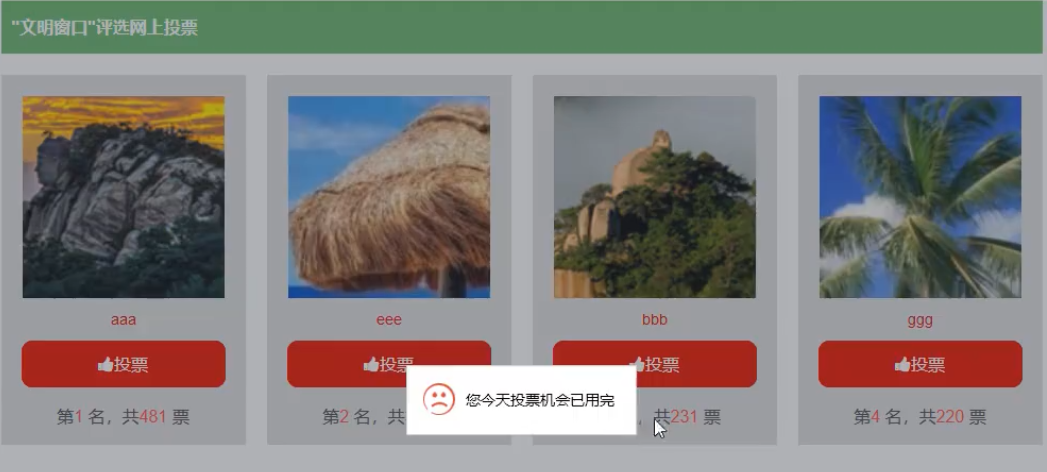 "文明窗口"评选网上投票
aaa
eee
bbb
ggg
投票
投票
投票
投票
您今天投票机会已用完
第1 名，共481 票
第2 名，共
共231 票
第4 名，共220 票